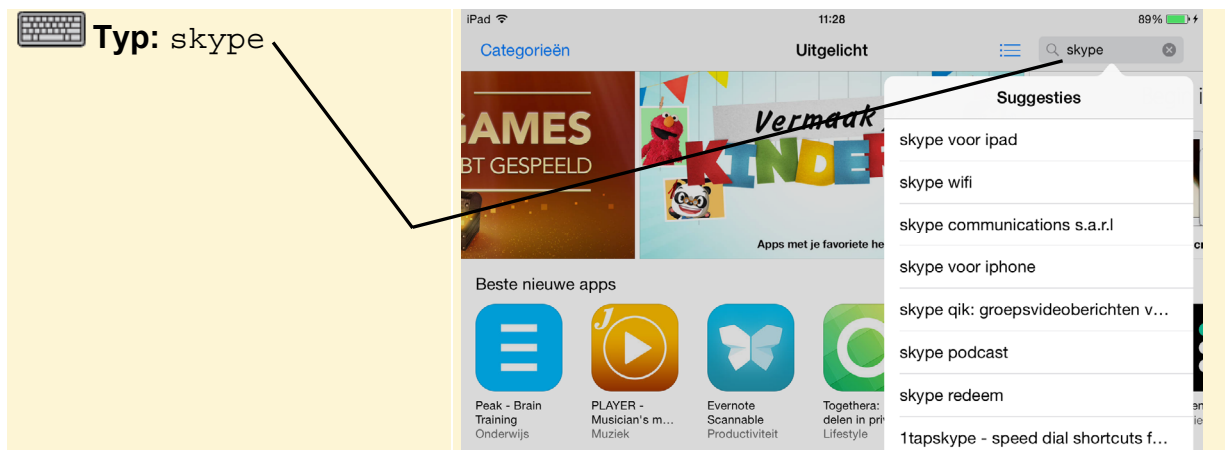 Typ: skype
iPad 11:28 89%
Categorieën Uitgelicht skype
GAMES
BT GESPEELD
Vermaak
KINDER
Apps met je favoriete he
Suggesties
skype voor ipad
skype wifi
skype communications s.a.r.l
skype voor iphone
skype qik: groepsvideoberichten v...
skype podcast
skype redeem
1tapskype - speed dial shortcuts f...
Beste nieuwe apps
Peak - Brain
Training
Onderwijs
PLAYER -
Musician's m...
Muziek
Evernote
Scannable
Productiviteit
Togethera:
delen in pri
Lifestyle